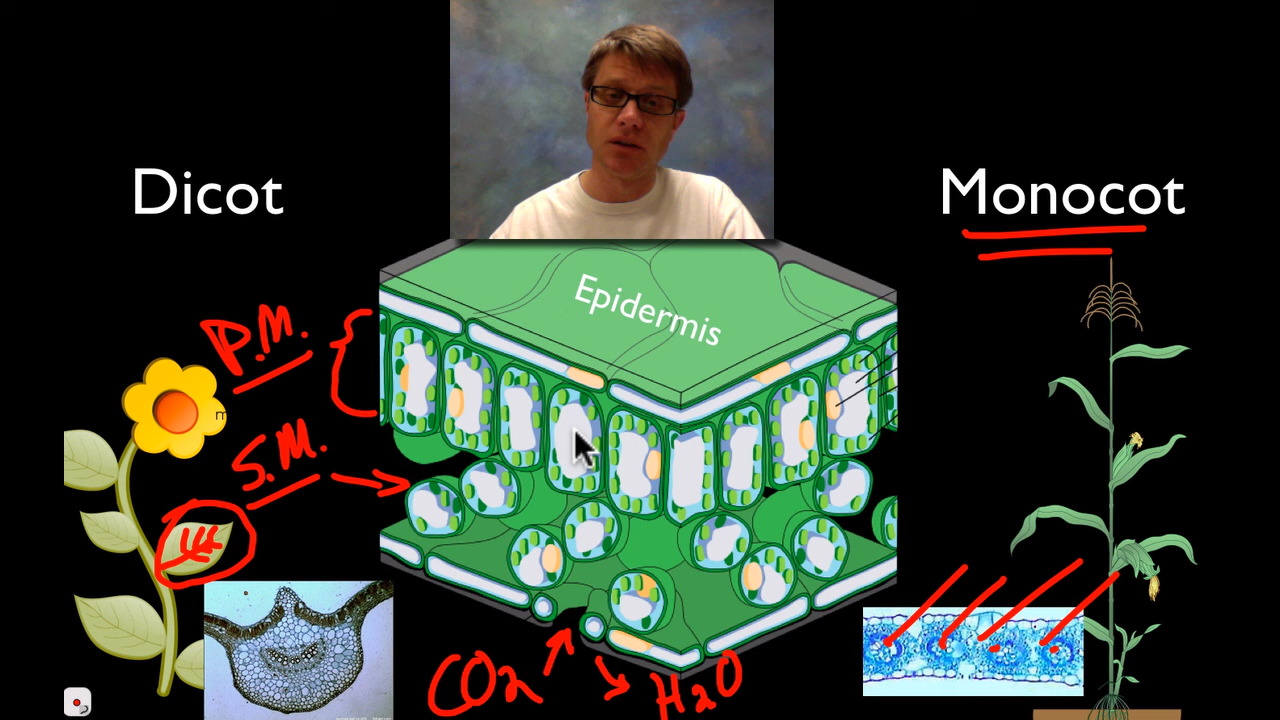 Dicot
Monocot
Epidermis
P.M.
S.M.
CO2
H2O